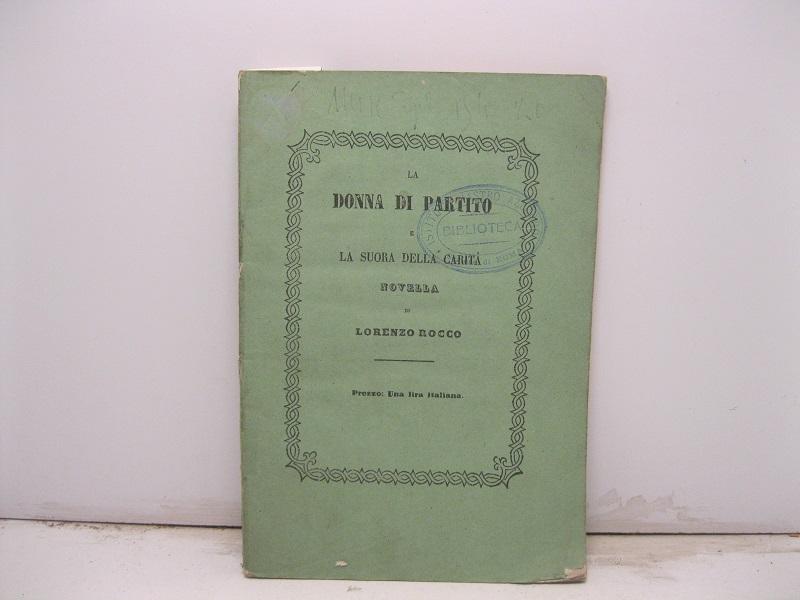 LA
DONNA DI PARTITO
E
LA SUORA DELLA CARITÀ
NOVELLA
DI
LORENZO ROCCO
Prezzo: Una lira Italiana.
BIBLIOTECA